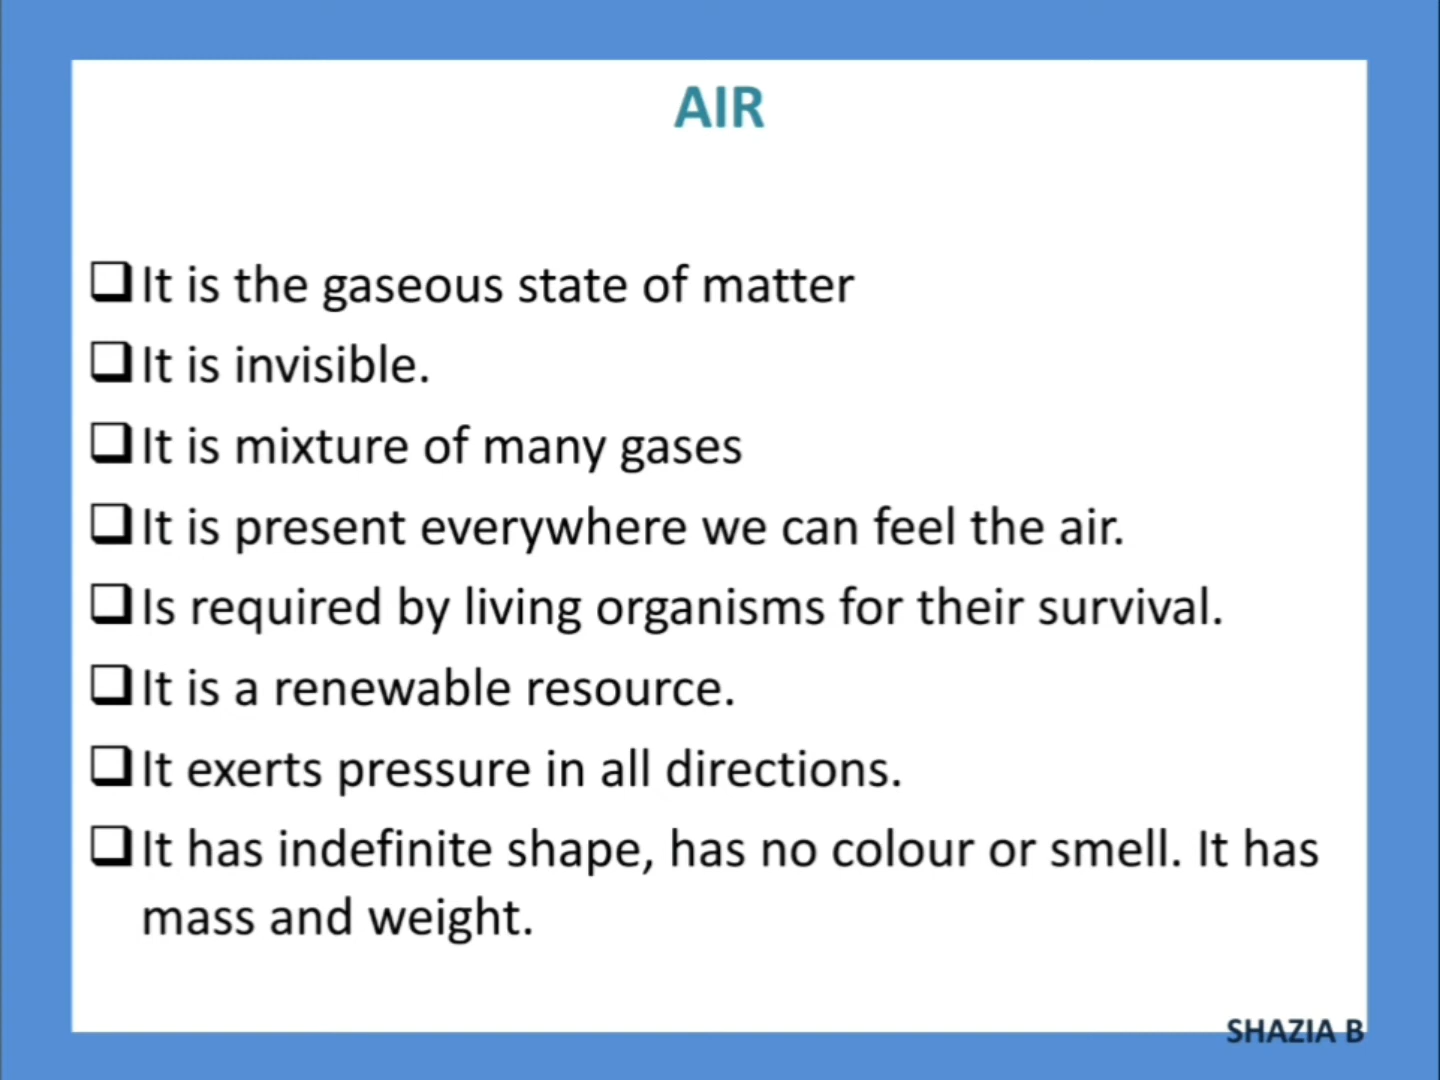 AIR
It is the gaseous state of matter
It is invisible.
It is mixture of many gases
It is present everywhere we can feel the air.
Is required by living organisms for their survival.
It is a renewable resource.
It exerts pressure in all directions.
It has indefinite shape, has no colour or smell. It has
mass and weight.
SHAZIA B